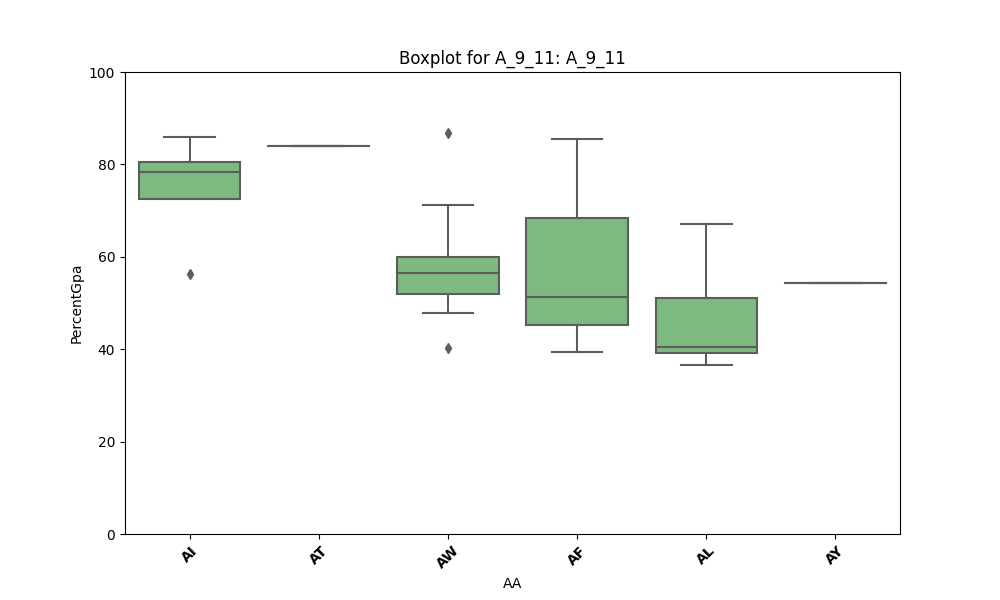 Boxplot for A_9_11: A_9_11
100
80
60
40
20
0
PercentGpa
AI
AT
AW
AF
AL
AY
AA